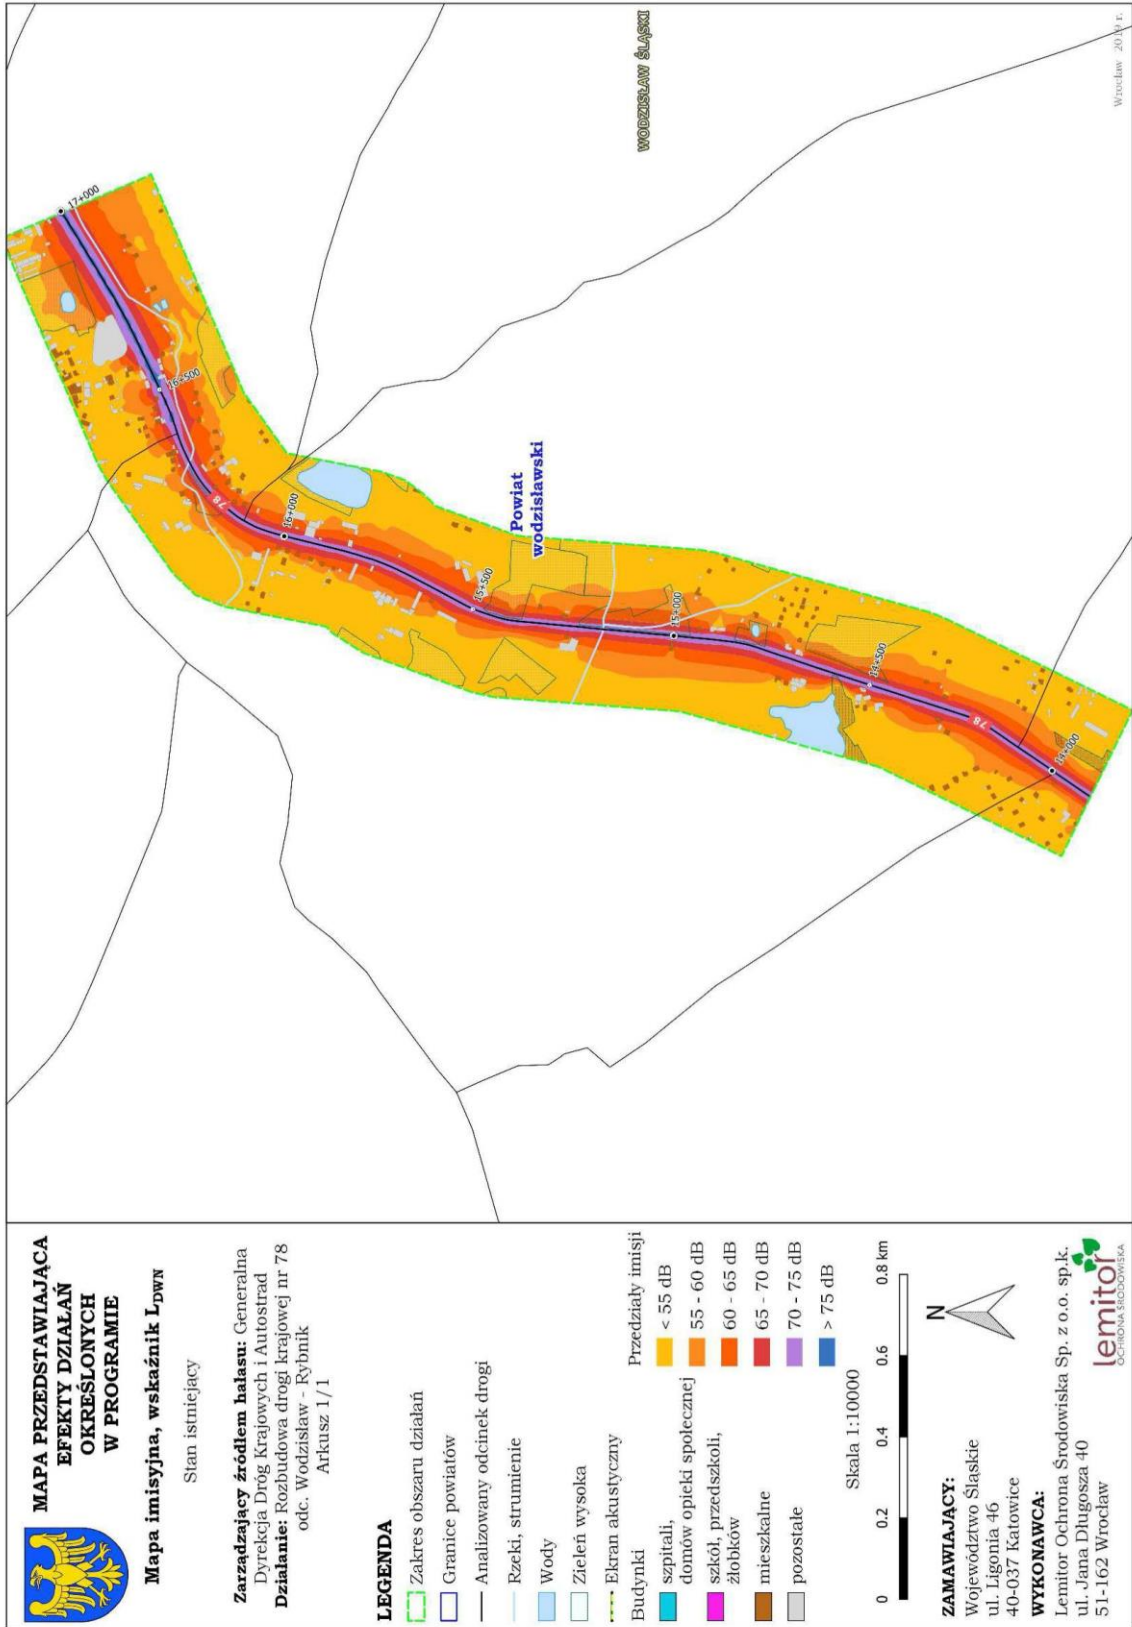 MAPA PRZEDSTAWIAJĄCA
EFEKTY DZIAŁAŃ
OKREŚLONYCH
W PROGRAMIE
Mapa imisyjna, wskaźnik LDWN
Stan istniejący
Zarządzający źródłem hałasu: Generalna
Dyrekcja Dróg Krajowych i Autostrad
Działanie: Rozbudowa drogi krajowej nr 78
odc. Wodzisław - Rybnik
Arkusz 1/1
LEGENDA
Zakres obszaru działań
Granice powiatów
Analizowany odcinek drogi
Rzeki, strumienie
Wody
Zieleń wysoka
Ekran akustyczny
Budynki
szpitali,
domów opieki społecznej
szkół, przedszkoli,
żłobków
mieszkalne
pozostałe
Przedziały imisji
< 55 dB
55 - 60 dB
60 - 65 dB
65 - 70 dB
70 - 75 dB
> 75 dB
Skala 1:10000
0 0.2 0.4 0.6 0.8 km
N
ZAMAWIAJĄCY:
Województwo Śląskie
ul. Ligonia 46
40-037 Katowice
WYKONAWCA:
Lemitor Ochrona Środowiska Sp. z o.o. sp.k.
ul. Jana Długosza 40
51-162 Wrocław
lemitor
OCHRONA ŚRODOWISKA
17+000
16+500
78
16+000
15+500
Powiat
wodzisławski
15+000
14+500
78
14+000
WODZISŁAW ŚLĄSKI
Wrocław 2019 r.